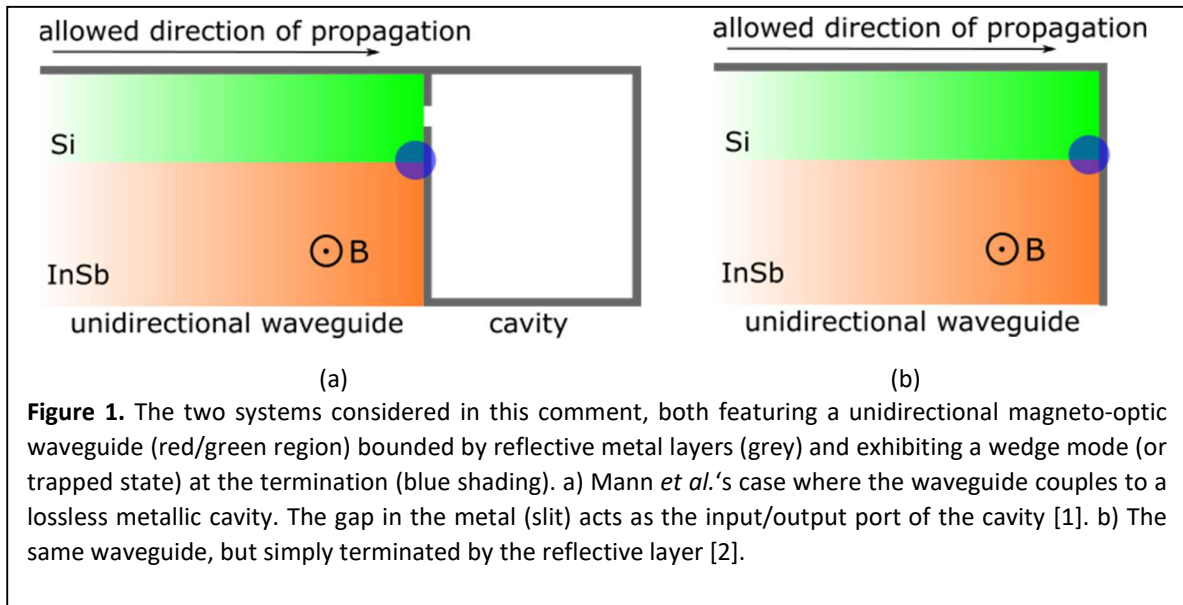 allowed direction of propagation
Si
InSb
B
unidirectional waveguide
cavity
(a)
allowed direction of propagation
Si
InSb
B
unidirectional waveguide
(b)
Figure 1. The two systems considered in this comment, both featuring a unidirectional magneto-optic
waveguide (red/green region) bounded by reflective metal layers (grey) and exhibiting a wedge mode (or
trapped state) at the termination (blue shading). a) Mann et al.‘s case where the waveguide couples to a
lossless metallic cavity. The gap in the metal (slit) acts as the input/output port of the cavity [1]. b) The
same waveguide, but simply terminated by the reflective layer [2].